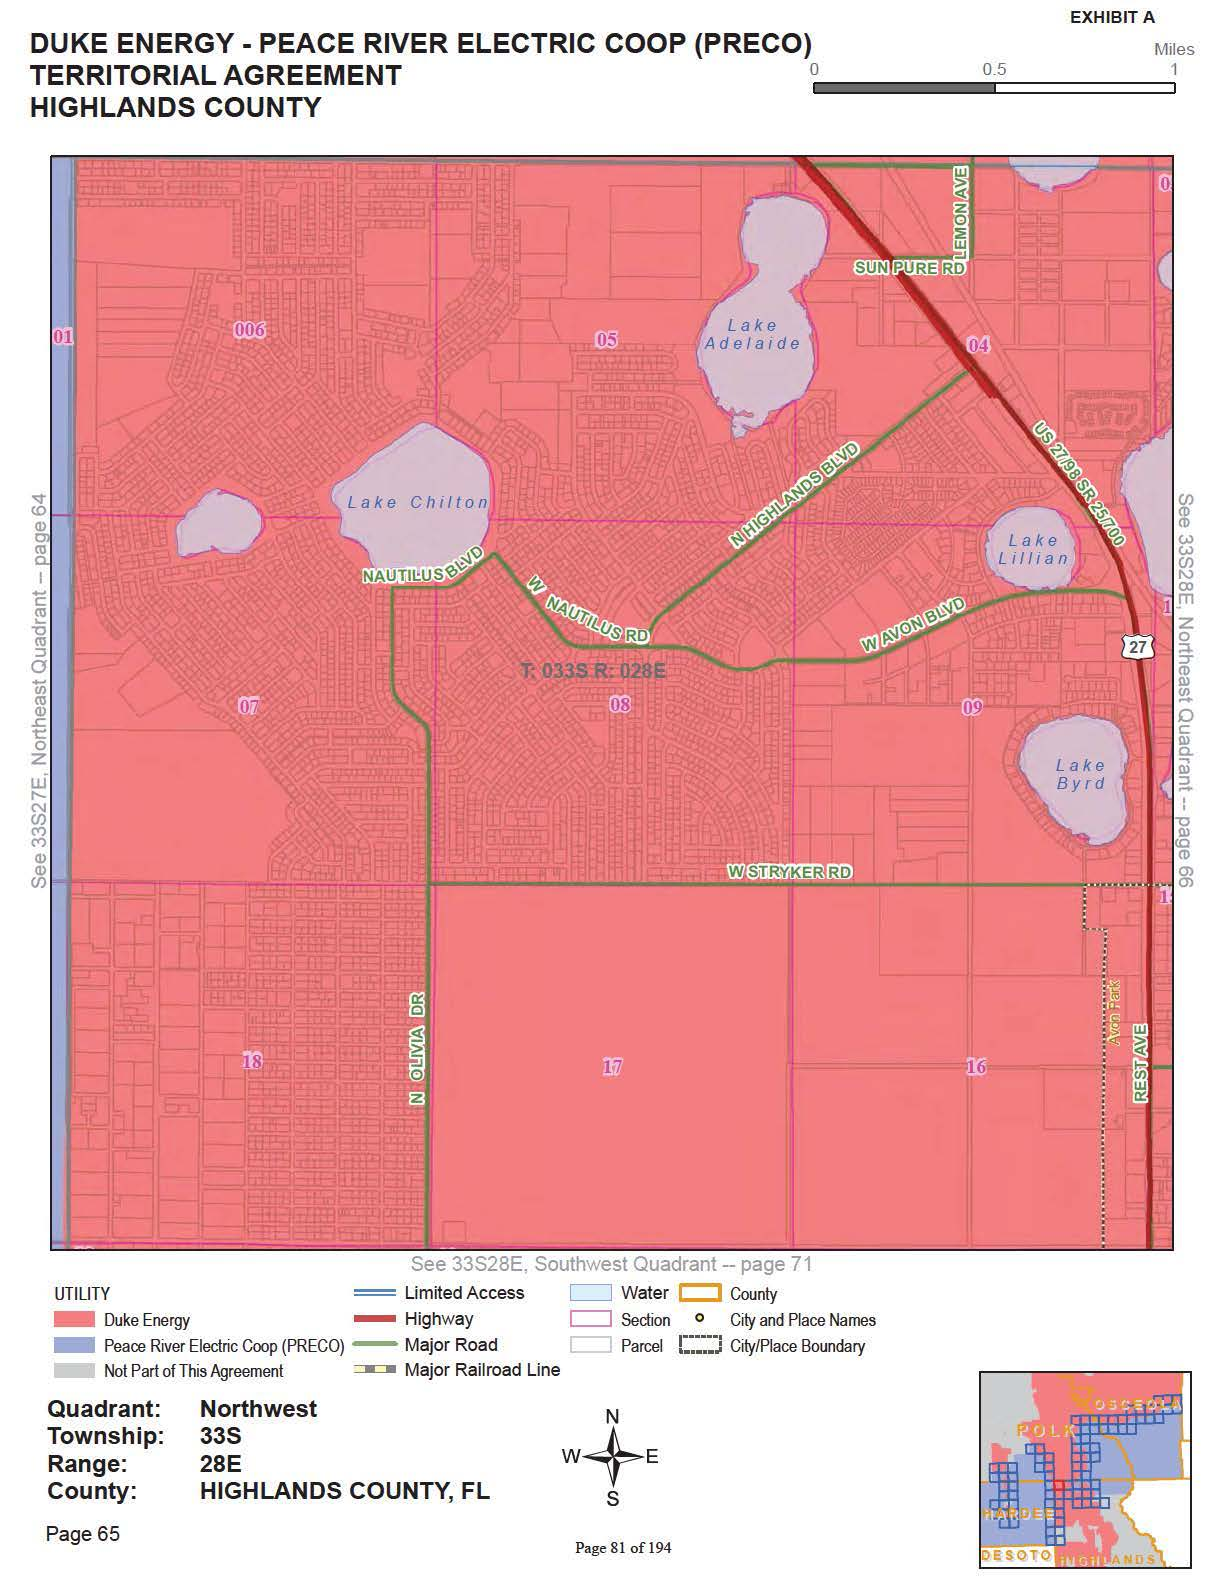 EXHIBIT A
DUKE ENERGY - PEACE RIVER ELECTRIC COOP (PRECO)
TERRITORIAL AGREEMENT
HIGHLANDS COUNTY
Miles
0 0.5 1
LEMON AVE
SUN PURE RD
01
006
05
04
Lake
Adelaide
US 27/98 SR 25/700
N HIGHLANDS BLVD
Lake Chilton
Lake
Lillian
NAUTILUS BLVD
W NAUTILUS RD
W AVON BLVD
27
T: 033S R: 028E
07
08
09
Lake
Byrd
See 33S27E, Northeast Quadrant -- page 64
See 33S28E, Northeast Quadrant -- page 66
W STRYKER RD
N OLIVIA DR
Avon Park
REST AVE
18
17
16
See 33S28E, Southwest Quadrant -- page 71
UTILITY
Duke Energy
Peace River Electric Coop (PRECO)
Not Part of This Agreement
Limited Access
Highway
Major Road
Major Railroad Line
Water
Section
Parcel
County
City and Place Names
City/Place Boundary
Quadrant: Northwest
Township: 33S
Range: 28E
County: HIGHLANDS COUNTY, FL
Page 65
N
W E
S
Page 81 of 194
OSCEOLA
POLK
HARDEE
DESOTO
HIGHLANDS